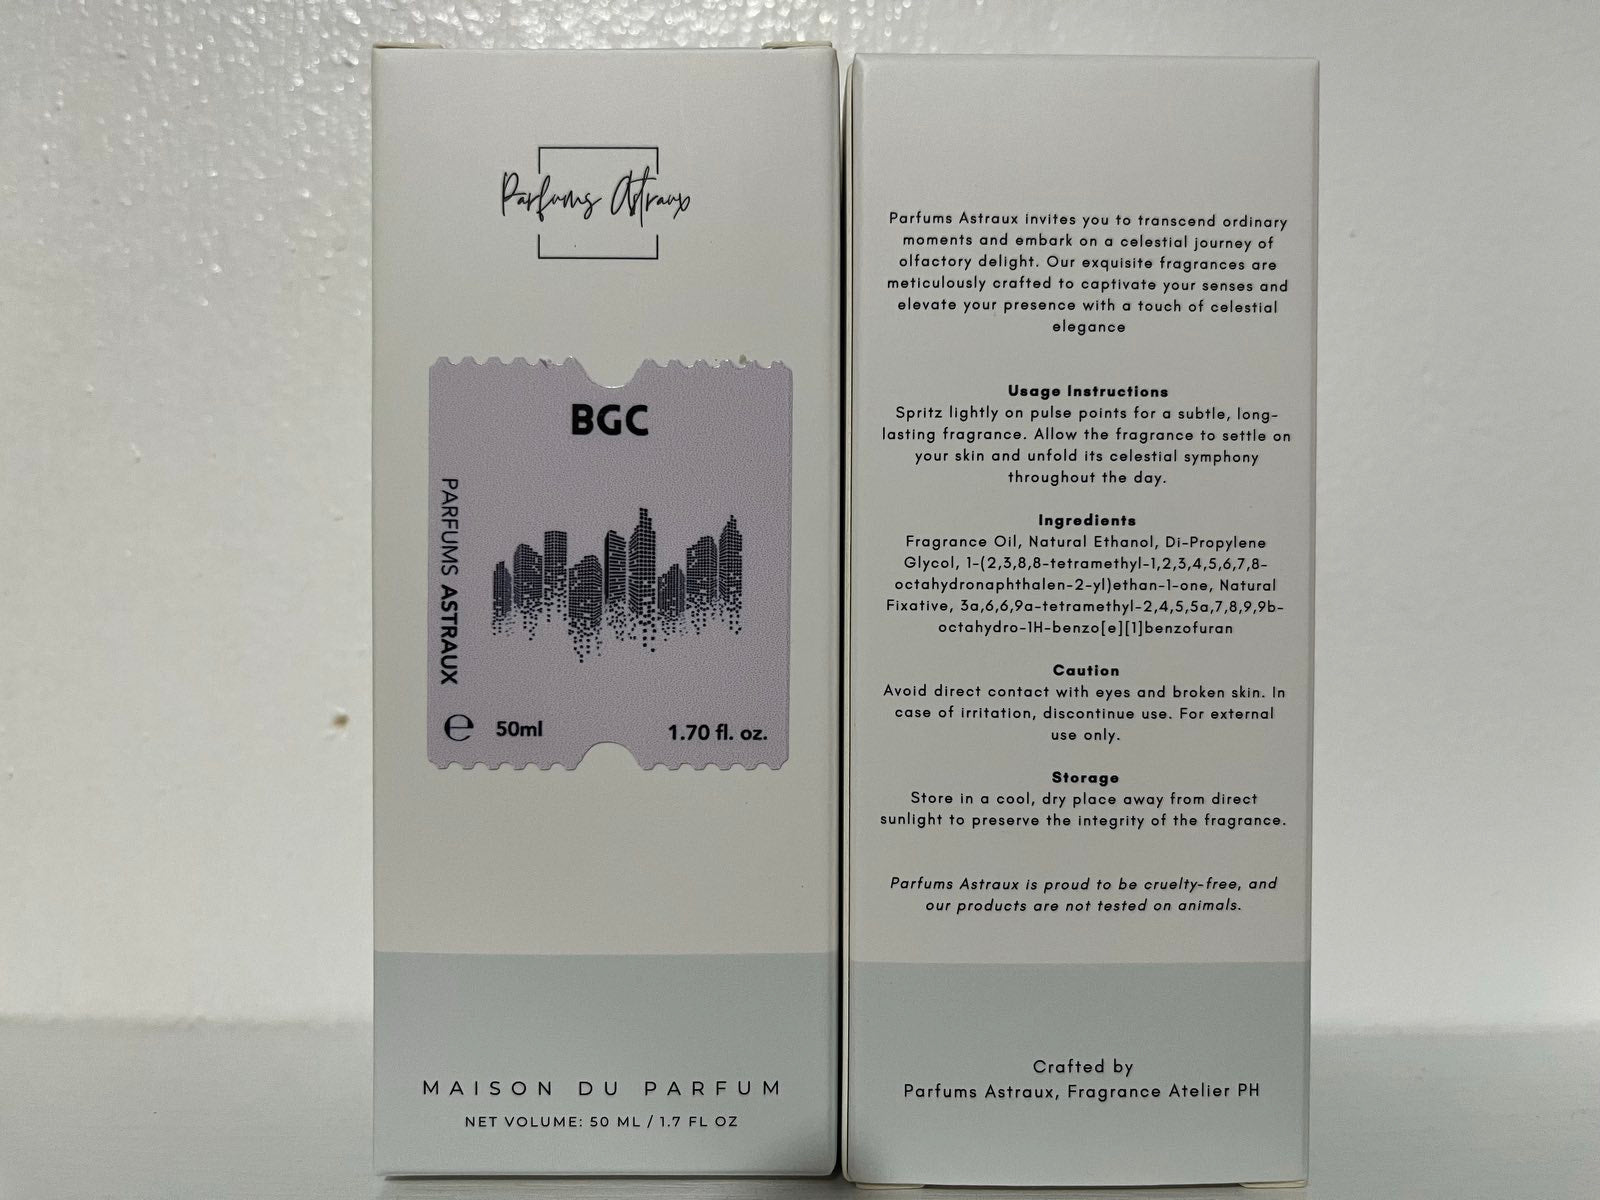 Parfums Astraux
BGC
PARFUMS ASTRAUX
e 50ml 1.70 fl. oz.
MAISON DU PARFUM
NET VOLUME: 50 ML / 1.7 FL OZ
Parfums Astraux invites you to transcend ordinary
moments and embark on a celestial journey of
olfactory delight. Our exquisite fragrances are
meticulously crafted to captivate your senses and
elevate your presence with a touch of celestial
elegance
Usage Instructions
Spritz lightly on pulse points for a subtle, long-
lasting fragrance. Allow the fragrance to settle on
your skin and unfold its celestial symphony
throughout the day.
Ingredients
Fragrance Oil, Natural Ethanol, Di-Propylene
Glycol, 1-(2,3,8,8-tetramethyl-1,2,3,4,5,6,7,8-
octahydronaphthalen-2-yl)ethan-1-one, Natural
Fixative, 3a,6,6,9a-tetramethyl-2,4,5,5a,7,8,9,9b-
octahydro-1H-benzo[e][1]benzofuran
Caution
Avoid direct contact with eyes and broken skin. In
case of irritation, discontinue use. For external
use only.
Storage
Store in a cool, dry place away from direct
sunlight to preserve the integrity of the fragrance.
Parfums Astraux is proud to be cruelty-free, and
our products are not tested on animals.
Crafted by
Parfums Astraux, Fragrance Atelier PH